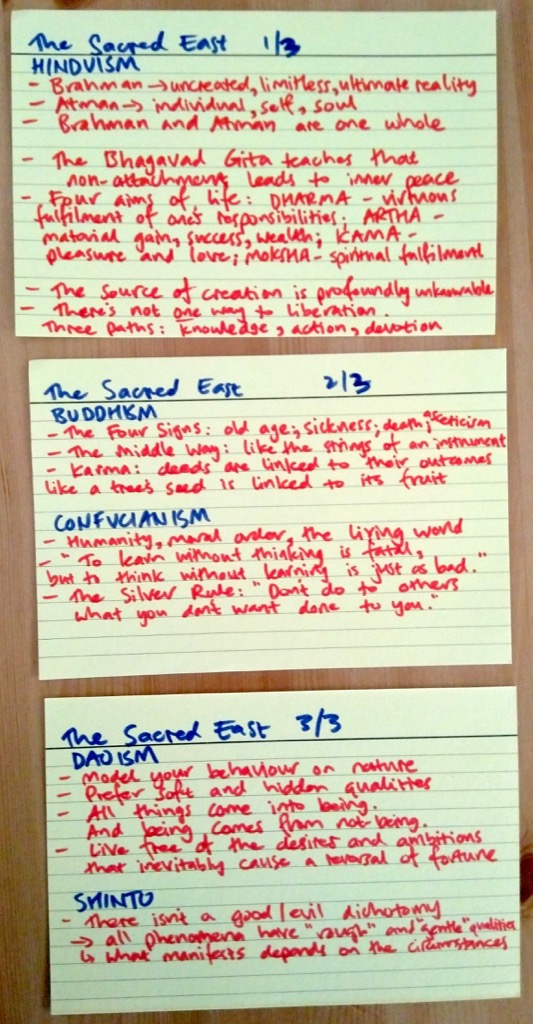 The Sacred East 1/3
HINDUISM
- Brahman → uncreated, limitless, ultimate reality
- Atman → individual, self, soul
- Brahman and Atman are one whole
- The Bhagavad Gita teaches that
non-attachment leads to inner peace
- Four aims of life: DHARMA - virtuous
fulfilment of one's responsibilities; ARTHA -
material gain, success, wealth; KAMA -
pleasure and love; MOKSHA - spiritual fulfilment
- The source of creation is profoundly unknowable
- There's not one way to liberation.
Three paths: knowledge, action, devotion
The Sacred East 2/3
BUDDHISM
- The Four Signs: old age; sickness; death; asceticism
- The Middle Way: like the strings of an instrument
- Karma: deeds are linked to their outcomes
like a tree's seed is linked to its fruit
CONFUCIANISM
- Humanity, moral order, the living world
- "To learn without thinking is fatal,
but to think without learning is just as bad."
- The Silver Rule: "Don't do to others
what you don't want done to you."
The Sacred East 3/3
DAOISM
- Model your behaviour on nature
- Prefer soft and hidden qualities
- All things come into being.
And being comes from not-being.
- Live free of the desires and ambitions
that inevitably cause a reversal of fortune
SHINTO
- There isn't a good/evil dichotomy
→ all phenomena have "rough" and "gentle" qualities
↳ What manifests depends on the circumstances